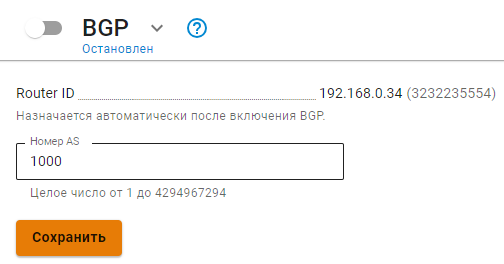 BGP
Остановлен
Router ID 192.168.0.34 (3232235554)
Назначается автоматически после включения BGP.
Номер AS
1000
Целое число от 1 до 4294967294
Сохранить